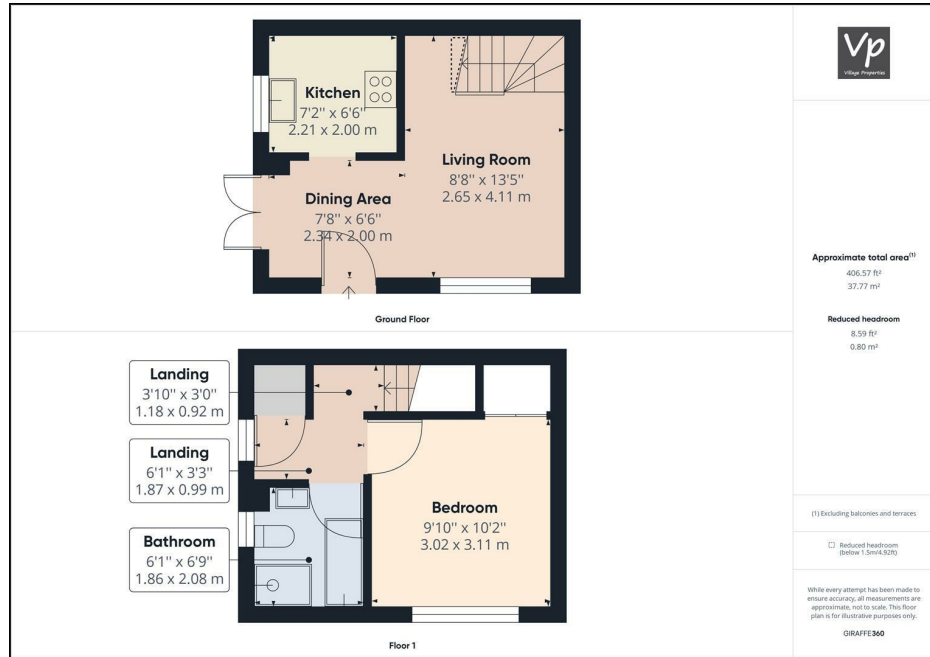 Kitchen
7'2'' x 6'6''
2.21 x 2.00 m
Living Room
8'8'' x 13'5''
2.65 x 4.11 m
Dining Area
7'8'' x 6'6''
2.34 x 2.00 m
Ground Floor
Landing
3'10'' x 3'0''
1.18 x 0.92 m
Landing
6'1'' x 3'3''
1.87 x 0.99 m
Bathroom
6'1'' x 6'9''
1.86 x 2.08 m
Bedroom
9'10'' x 10'2''
3.02 x 3.11 m
Floor 1
Vp
Village Properties
Approximate total area(1)
406.57 ft²
37.77 m²
Reduced headroom
8.59 ft²
0.80 m²
(1) Excluding balconies and terraces
Reduced headroom
(below 1.5m/4.92ft)
While every attempt has been made to
ensure accuracy, all measurements are
approximate, not to scale. This floor
plan is for illustrative purposes only.
GIRAFFE360